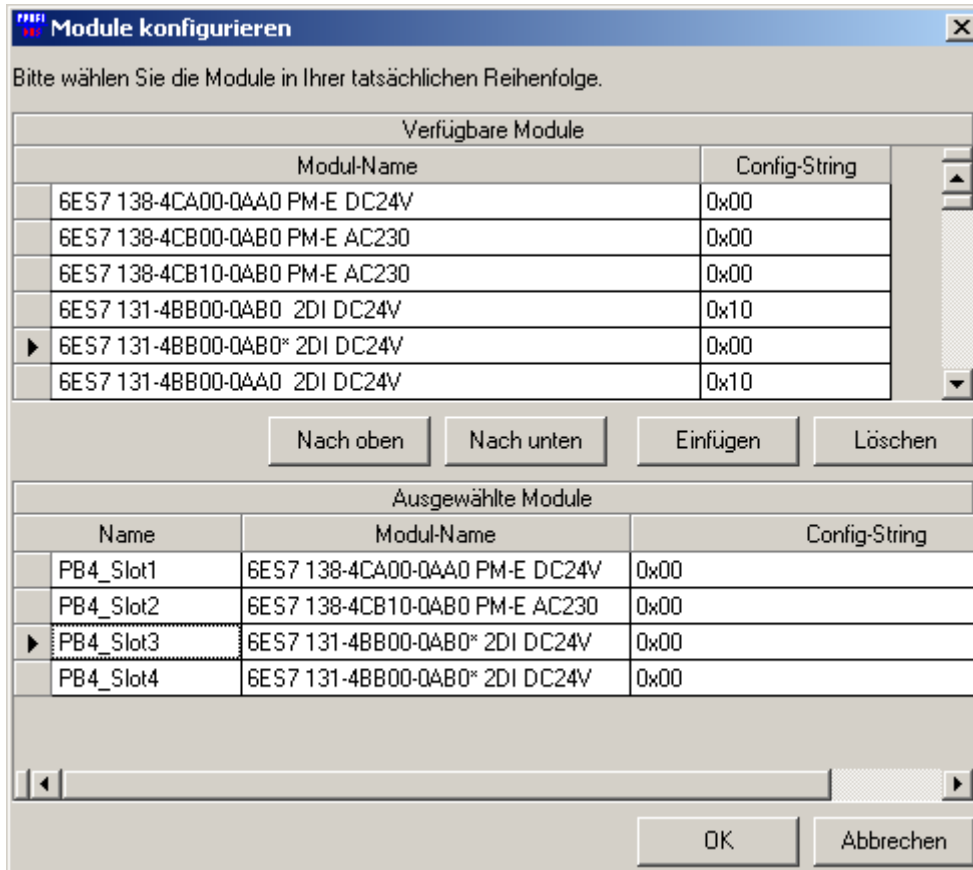 PROFI BUS Module konfigurieren
Bitte wählen Sie die Module in Ihrer tatsächlichen Reihenfolge.
Verfügbare Module
Modul-Name Config-String
6ES7 138-4CA00-0AA0 PM-E DC24V 0x00
6ES7 138-4CB00-0AB0 PM-E AC230 0x00
6ES7 138-4CB10-0AB0 PM-E AC230 0x00
6ES7 131-4BB00-0AB0  2DI DC24V 0x10
6ES7 131-4BB00-0AB0* 2DI DC24V 0x00
6ES7 131-4BB00-0AA0  2DI DC24V 0x10
Nach oben Nach unten Einfügen Löschen
Ausgewählte Module
Name Modul-Name Config-String
PB4_Slot1 6ES7 138-4CA00-0AA0 PM-E DC24V 0x00
PB4_Slot2 6ES7 138-4CB10-0AB0 PM-E AC230 0x00
PB4_Slot3 6ES7 131-4BB00-0AB0* 2DI DC24V 0x00
PB4_Slot4 6ES7 131-4BB00-0AB0* 2DI DC24V 0x00
OK Abbrechen